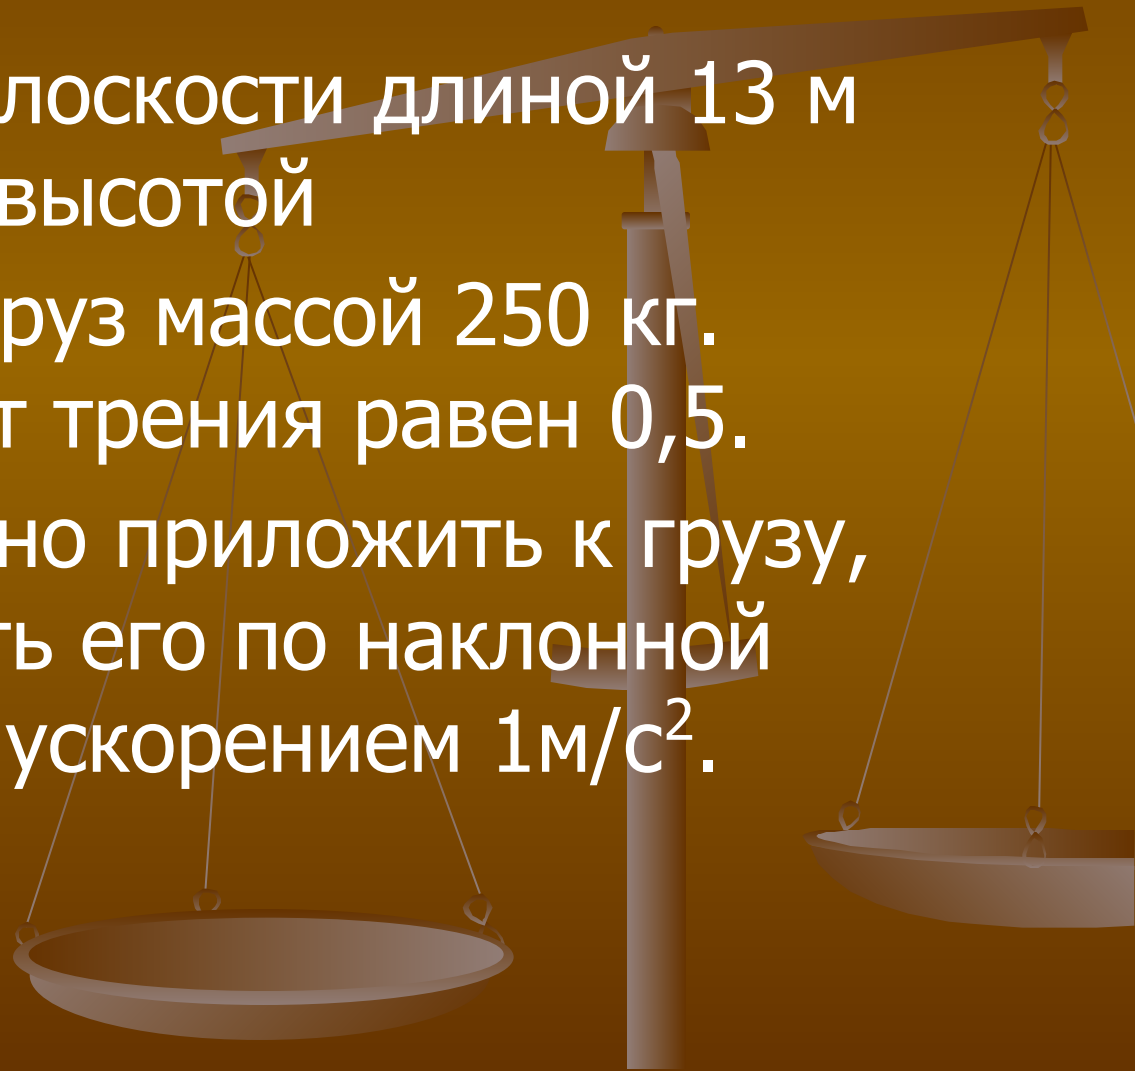 лоскости длиной 13 м
высотой
руз массой 250 кг.
т трения равен 0,5.
но приложить к грузу,
ть его по наклонной
ускорением 1м/с².